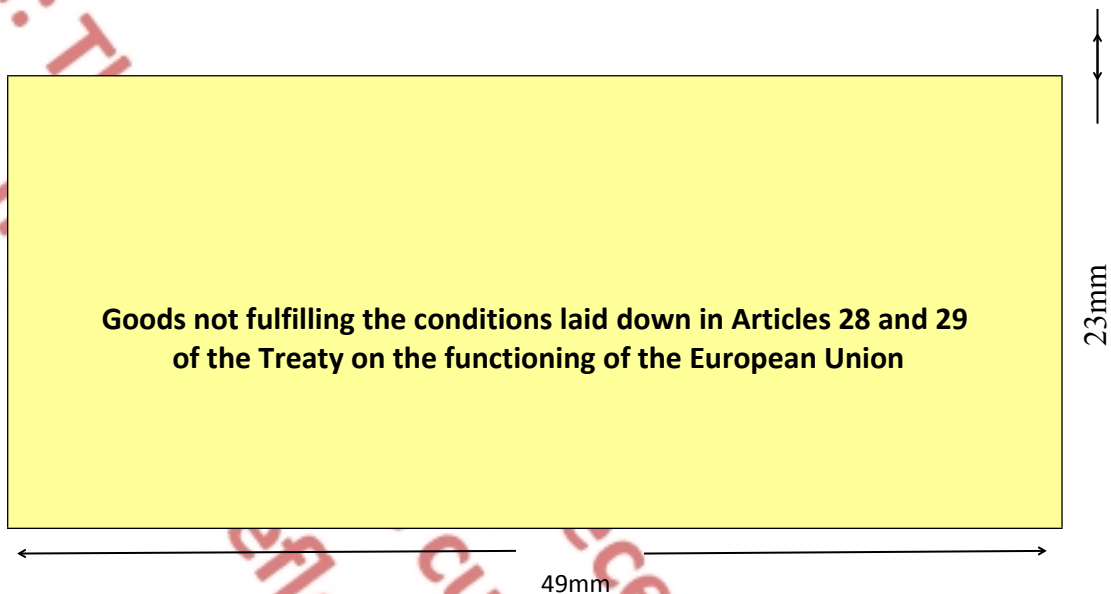 23mm
Goods not fulfilling the conditions laid down in Articles 28 and 29
of the Treaty on the functioning of the European Union
49mm